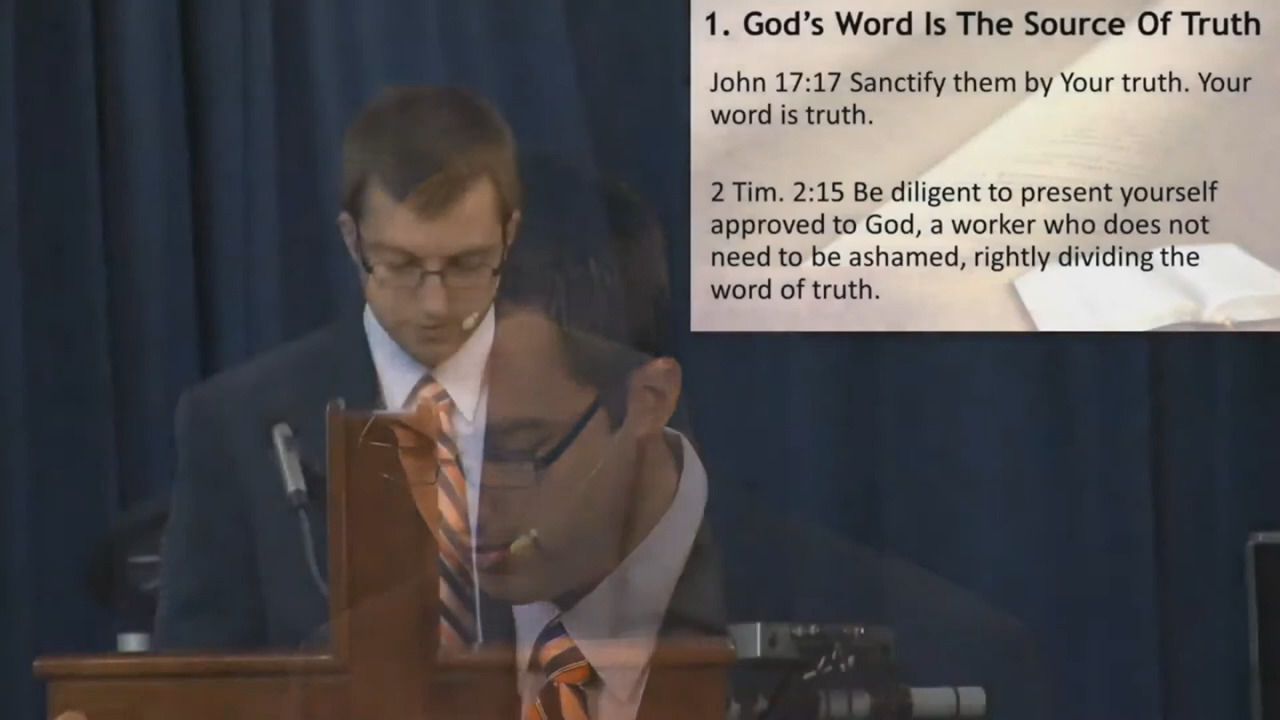 1. God's Word Is The Source Of Truth
John 17:17 Sanctify them by Your truth. Your
word is truth.
2 Tim. 2:15 Be diligent to present yourself
approved to God, a worker who does not
need to be ashamed, rightly dividing the
word of truth.